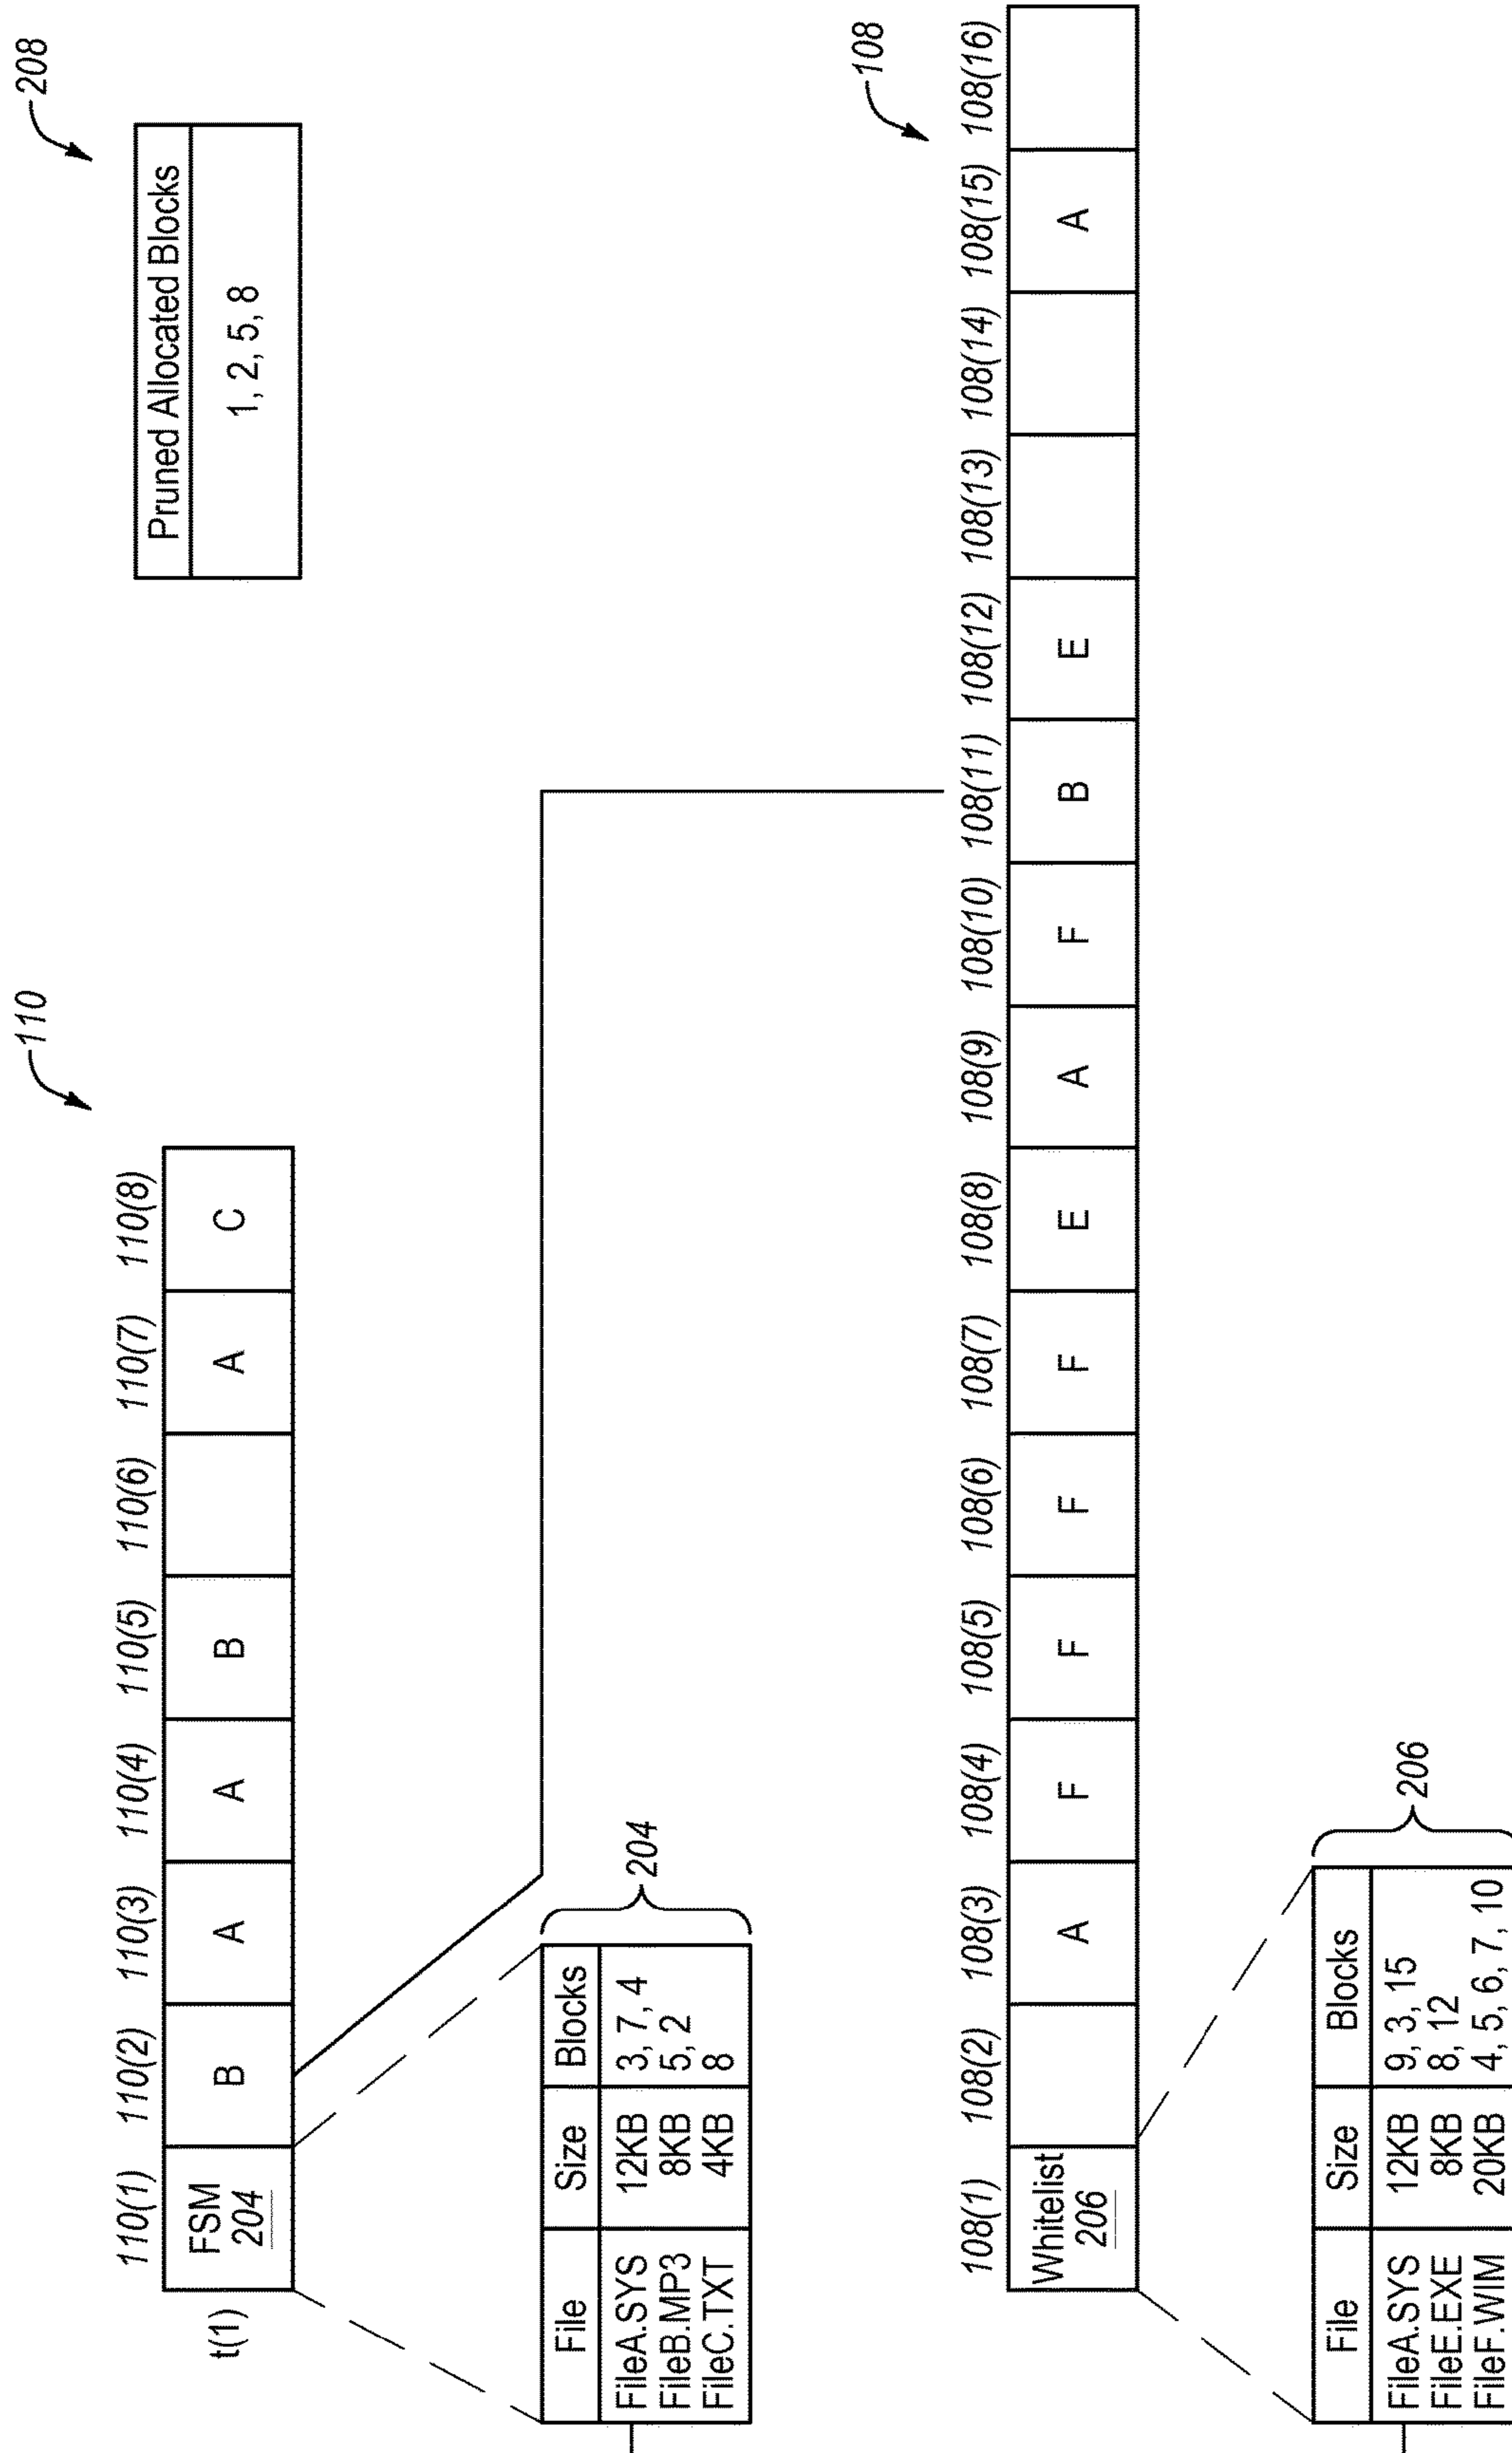 208
110
110(1) 110(2) 110(3) 110(4) 110(5) 110(6) 110(7) 110(8)
t(1) FSM 204 B A A B A C
Pruned Allocated Blocks
1, 2, 5, 8
File Size Blocks
FileA.SYS 12KB 3, 7, 4
FileB.MP3 8KB 5, 2
FileC.TXT 4KB 8
204
108
108(1) 108(2) 108(3) 108(4) 108(5) 108(6) 108(7) 108(8) 108(9) 108(10) 108(11) 108(12) 108(13) 108(14) 108(15) 108(16)
Whitelist 206 A F F F F E A F B E A
File Size Blocks
FileA.SYS 12KB 9, 3, 15
FileE.EXE 8KB 8, 12
FileF.WIM 20KB 4, 5, 6, 7, 10
206